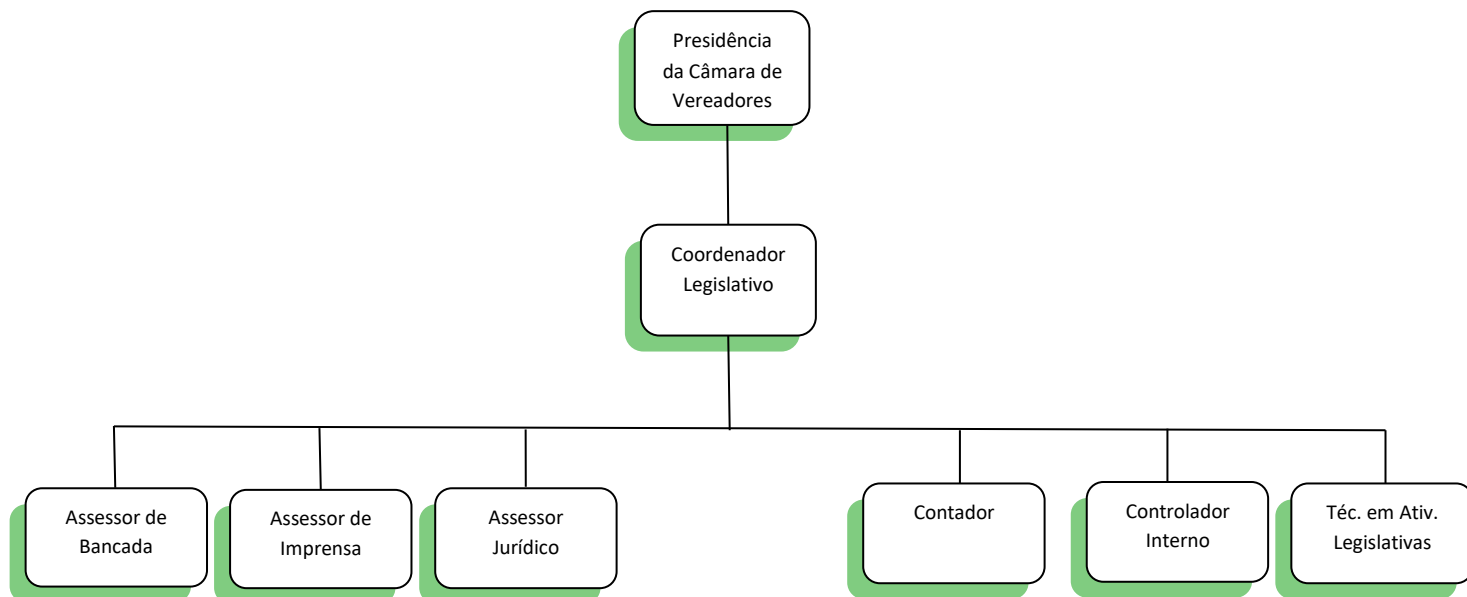 Presidência
da Câmara de
Vereadores
Coordenador
Legislativo
Assessor de
Bancada
Assessor de
Imprensa
Assessor
Jurídico
Contador
Controlador
Interno
Téc. em Ativ.
Legislativas